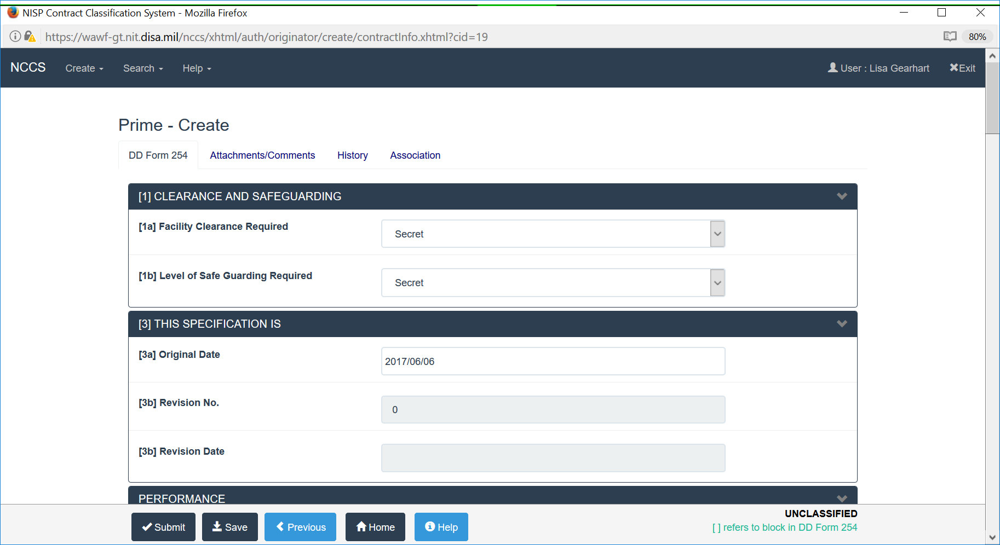 NISP Contract Classification System - Mozilla Firefox
https://wawf-gt.nit.disa.mil/nccs/xhtml/auth/originator/create/contractInfo.xhtml?cid=19
80%
NCCS Create Search Help User : Lisa Gearhart Exit
Prime - Create
DD Form 254 Attachments/Comments History Association
[1] CLEARANCE AND SAFEGUARDING
[1a] Facility Clearance Required Secret
[1b] Level of Safe Guarding Required Secret
[3] THIS SPECIFICATION IS
[3a] Original Date 2017/06/06
[3b] Revision No. 0
[3b] Revision Date
PERFORMANCE
Submit Save Previous Home Help
UNCLASSIFIED
[ ] refers to block in DD Form 254